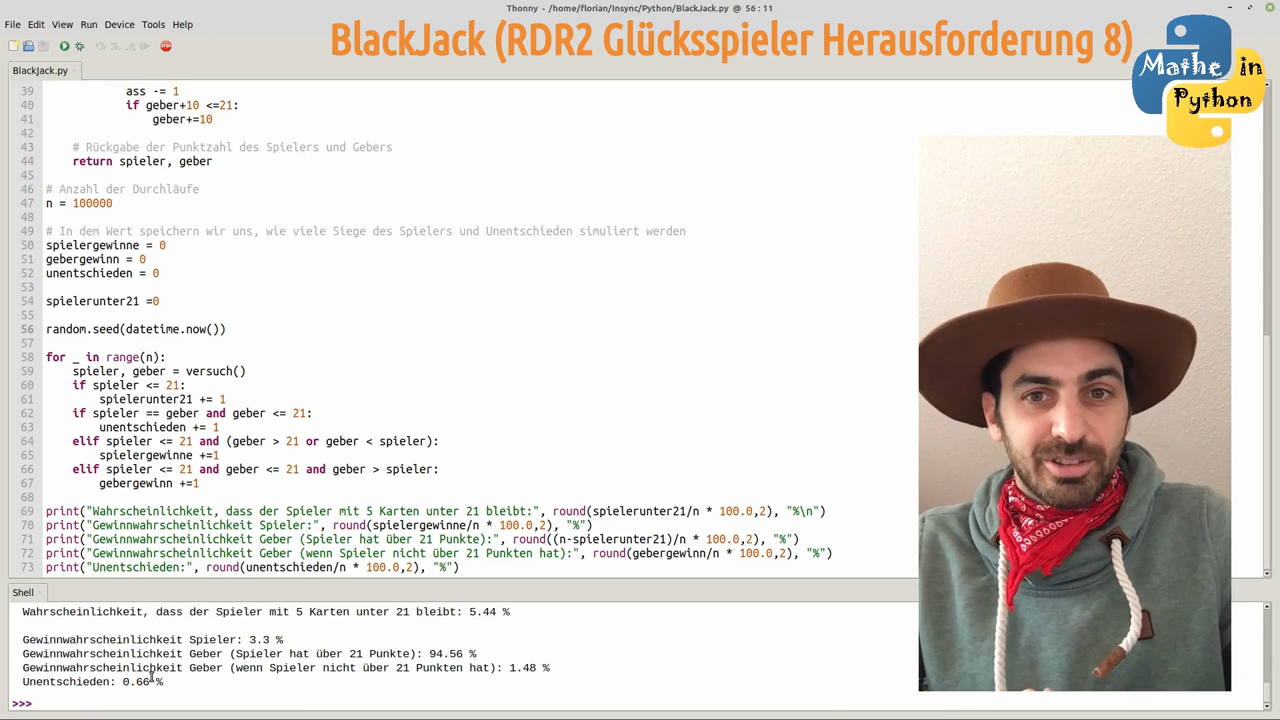 Thonny - /home/florian/Insync/Python/BlackJack.py @ 56 : 11
File Edit View Run Device Tools Help
BlackJack (RDR2 Glücksspieler Herausforderung 8)
Mathe in
Python
BlackJack.py
39 ass -= 1
40 if geber+10 <=21:
41 geber+=10
42
43 # Rückgabe der Punktzahl des Spielers und Gebers
44 return spieler, geber
45
46 # Anzahl der Durchläufe
47 n = 100000
48
49 # In dem Wert speichern wir uns, wie viele Siege des Spielers und Unentschieden simuliert werden
50 spielergewinne = 0
51 gebergewinn = 0
52 unentschieden = 0
53
54 spielerunter21 =0
55
56 random.seed(datetime.now())
57
58 for _ in range(n):
59 spieler, geber = versuch()
60 if spieler <= 21:
61 spielerunter21 += 1
62 if spieler == geber and geber <= 21:
63 unentschieden += 1
64 elif spieler <= 21 and (geber > 21 or geber < spieler):
65 spielergewinne +=1
66 elif spieler <= 21 and geber <= 21 and geber > spieler:
67 gebergewinn +=1
68
69 print("Wahrscheinlichkeit, dass der Spieler mit 5 Karten unter 21 bleibt:", round(spielerunter21/n * 100.0,2), "%\n")
70 print("Gewinnwahrscheinlichkeit Spieler:", round(spielergewinne/n * 100.0,2), "%")
71 print("Gewinnwahrscheinlichkeit Geber (Spieler hat über 21 Punkte):", round((n-spielerunter21)/n * 100.0,2), "%")
72 print("Gewinnwahrscheinlichkeit Geber (wenn Spieler nicht über 21 Punkten hat):", round(gebergewinn/n * 100.0,2), "%")
73 print("Unentschieden:", round(unentschieden/n * 100.0,2), "%")
Shell
Wahrscheinlichkeit, dass der Spieler mit 5 Karten unter 21 bleibt: 5.44 %
Gewinnwahrscheinlichkeit Spieler: 3.3 %
Gewinnwahrscheinlichkeit Geber (Spieler hat über 21 Punkte): 94.56 %
Gewinnwahrscheinlichkeit Geber (wenn Spieler nicht über 21 Punkten hat): 1.48 %
Unentschieden: 0.66 %
>>>